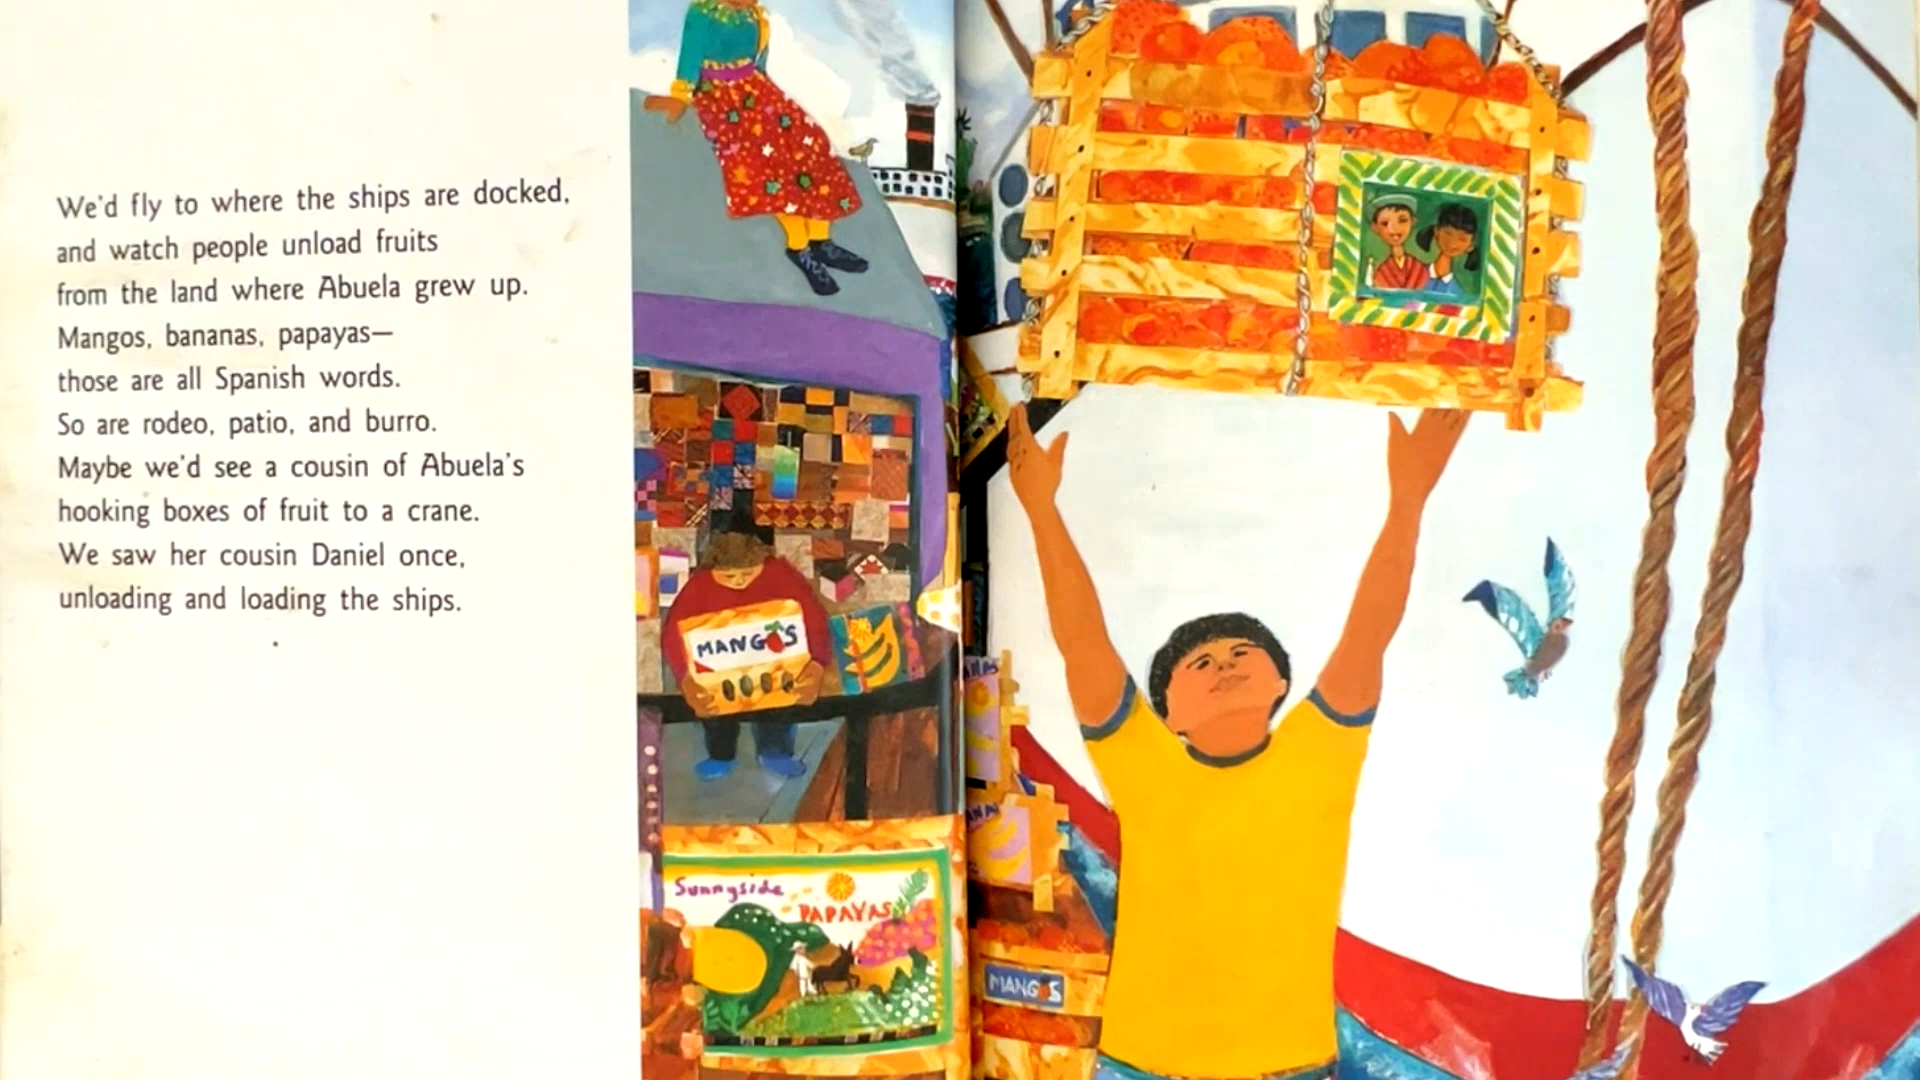 We'd fly to where the ships are docked,
and watch people unload fruits
from the land where Abuela grew up.
Mangos, bananas, papayas—
those are all Spanish words.
So are rodeo, patio, and burro.
Maybe we'd see a cousin of Abuela's
hooking boxes of fruit to a crane.
We saw her cousin Daniel once,
unloading and loading the ships.
MANGOS
Sunnyside
PAPAYAS
MANGOS